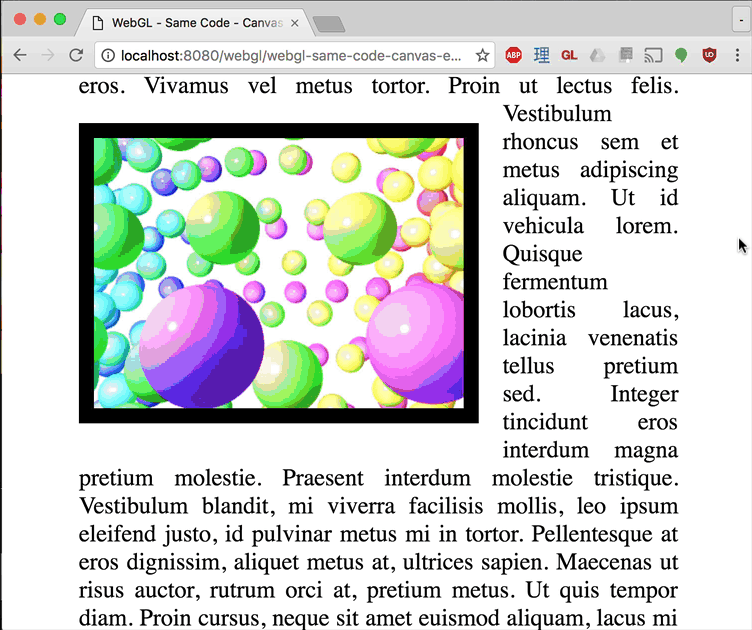 WebGL - Same Code - Canvas
localhost:8080/webgl/webgl-same-code-canvas-e...
ABP
理
GL
UD
eros. Vivamus vel metus tortor. Proin ut lectus felis.
Vestibulum
rhoncus sem et
metus adipiscing
aliquam. Ut id
vehicula lorem.
Quisque
fermentum
lobortis lacus,
lacinia venenatis
tellus pretium
sed. Integer
tincidunt eros
interdum magna
pretium molestie. Praesent interdum molestie tristique.
Vestibulum blandit, mi viverra facilisis mollis, leo ipsum
eleifend justo, id pulvinar metus mi in tortor. Pellentesque at
eros dignissim, aliquet metus at, ultrices sapien. Maecenas ut
risus auctor, rutrum orci at, pretium metus. Ut quis tempor
diam. Proin cursus, neque sit amet euismod aliquam, lacus mi